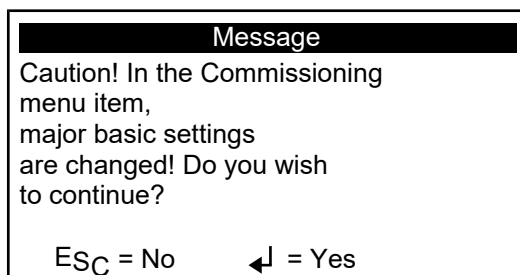 Message
Caution! In the Commissioning
menu item,
major basic settings
are changed! Do you wish
to continue?
ESC = No ↵ = Yes